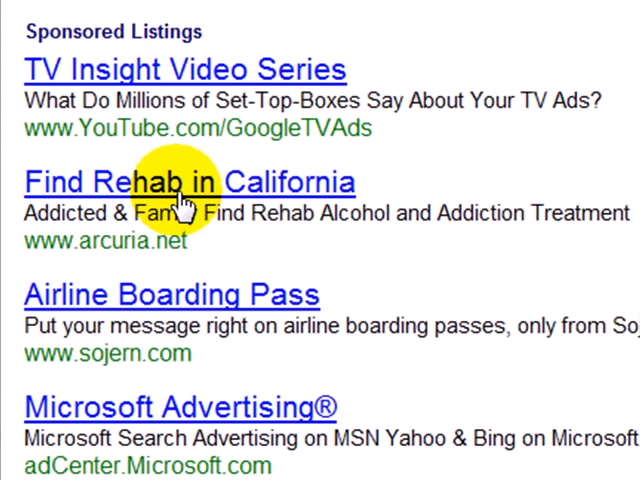 Sponsored Listings
TV Insight Video Series
What Do Millions of Set-Top-Boxes Say About Your TV Ads?
www.YouTube.com/GoogleTVAds
Find Rehab in California
Addicted & Find Rehab Alcohol and Addiction Treatment
www.arcuria.net
Airline Boarding Pass
Put your message right on airline boarding passes, only from
www.sojern.com
Microsoft Advertising®
Microsoft Search Advertising on MSN Yahoo & Bing on Microsoft
adCenter.Microsoft.com